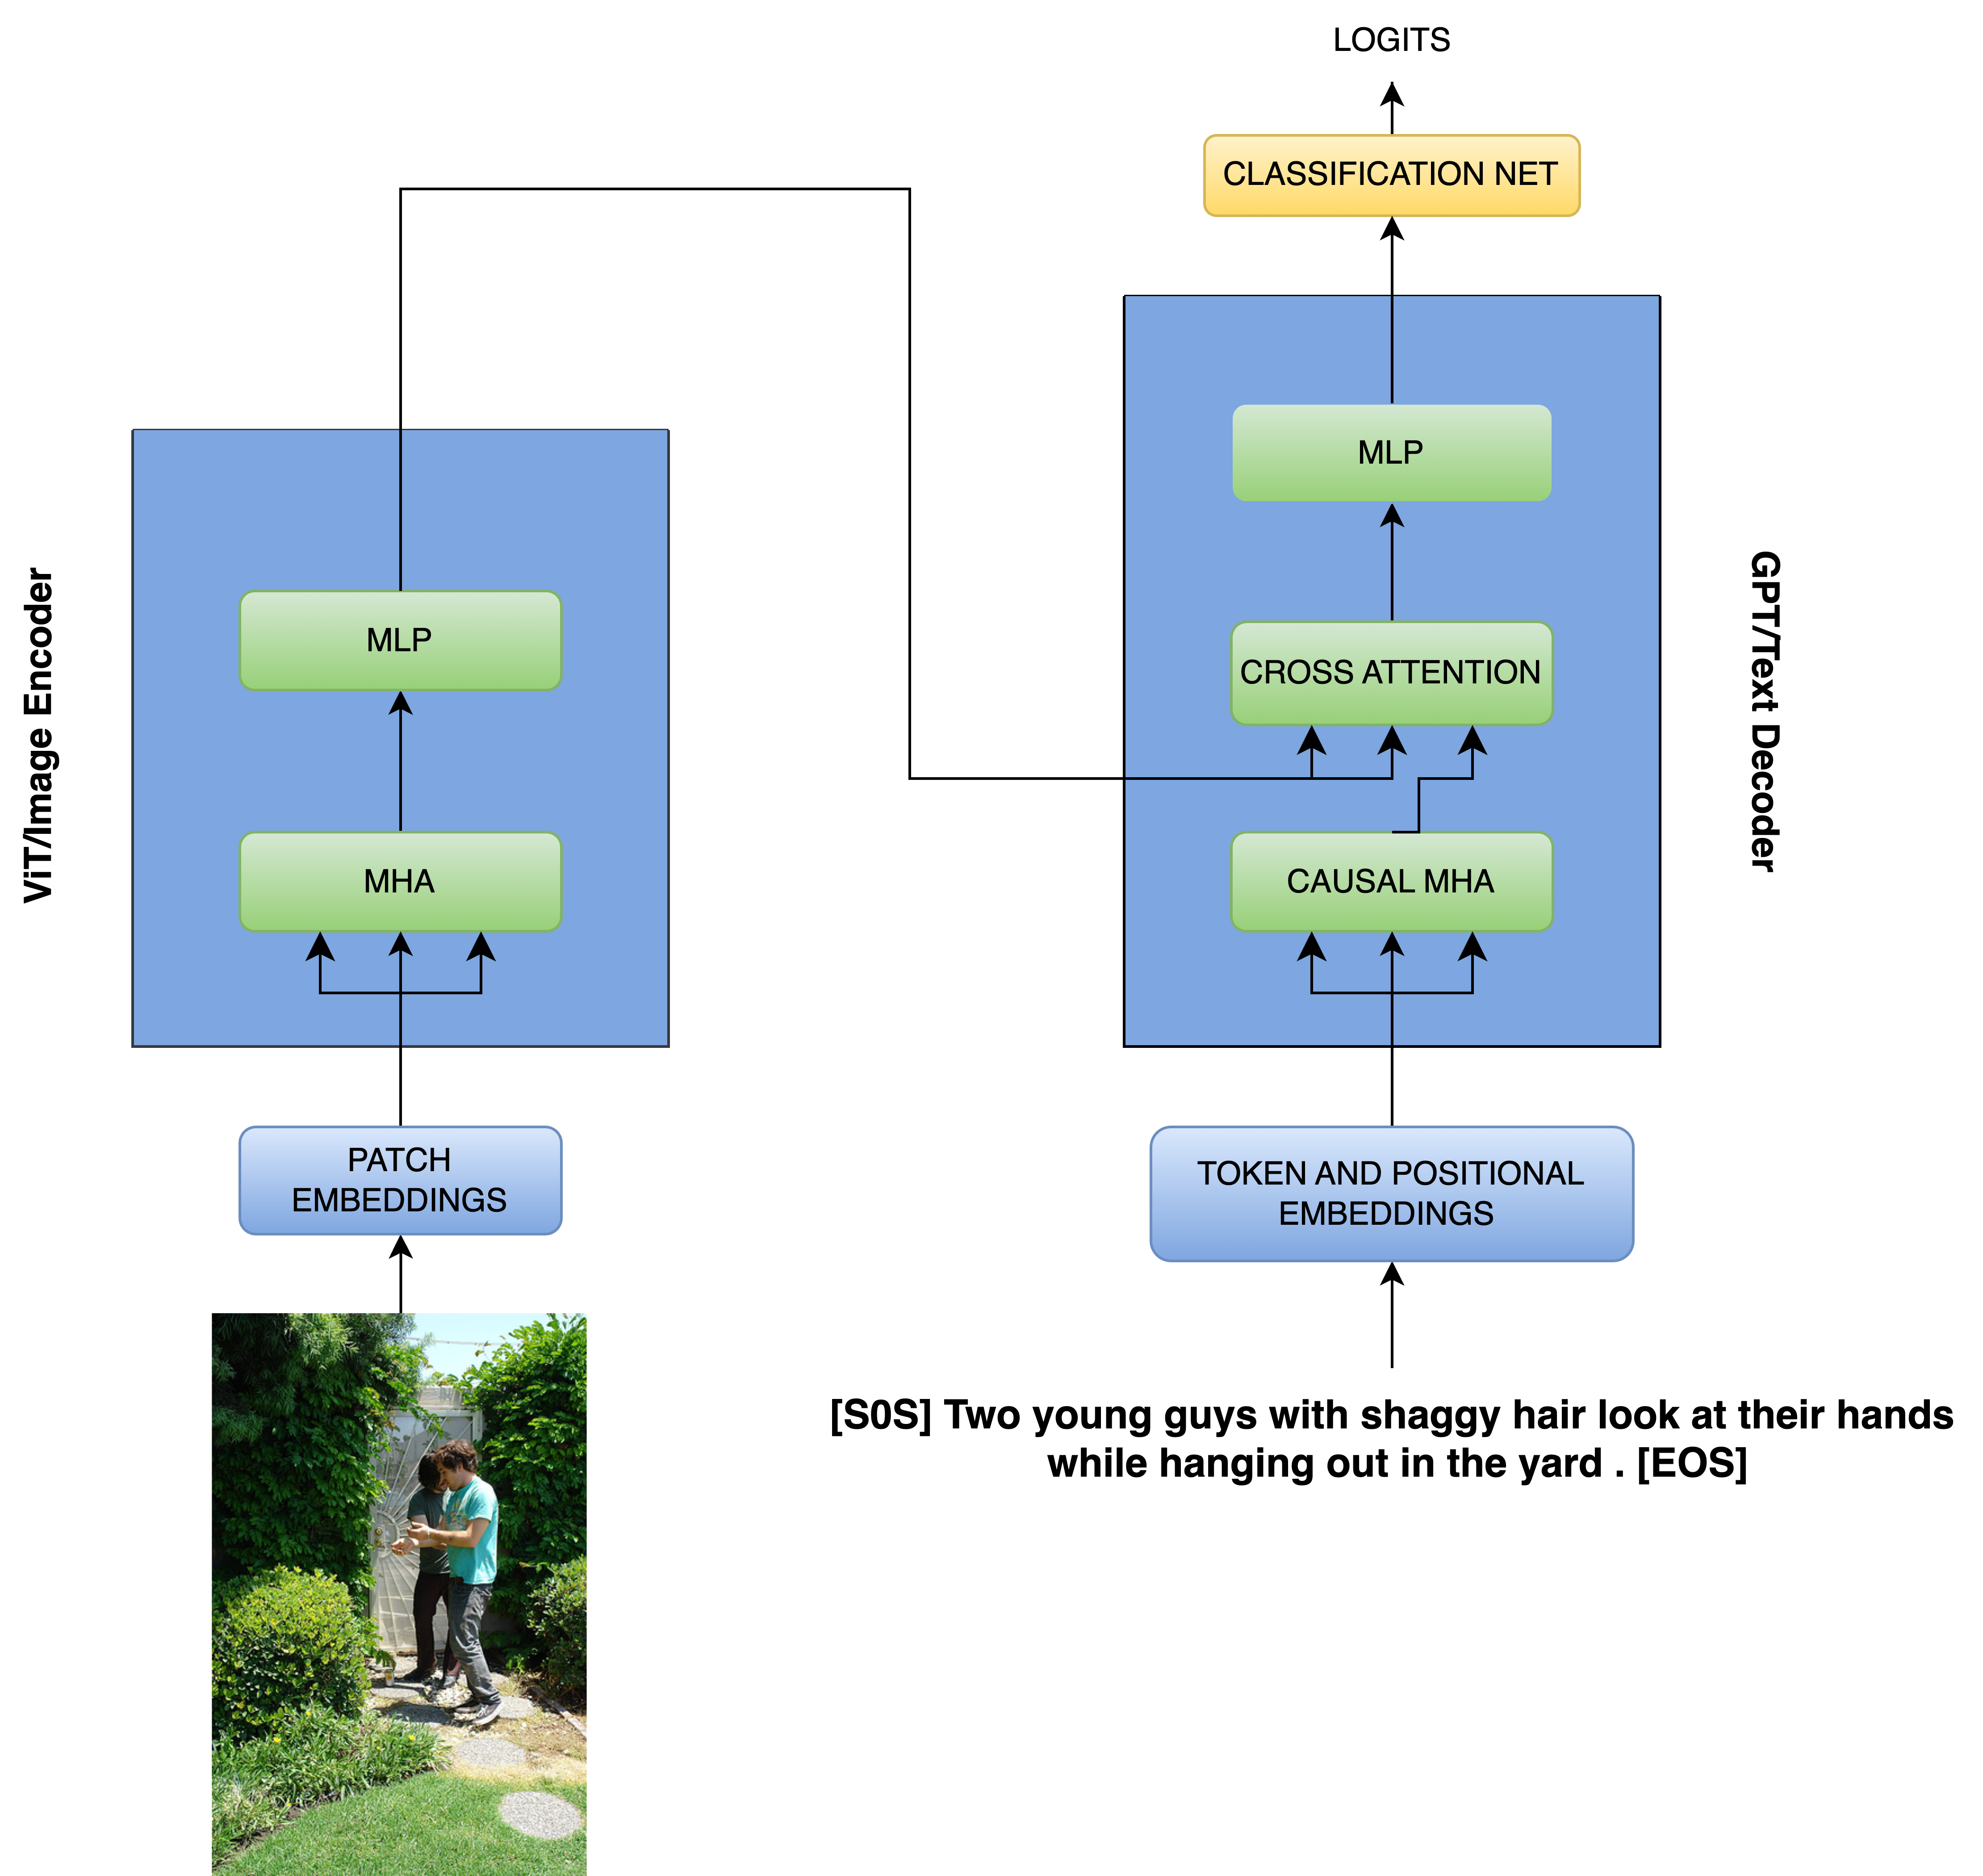 LOGITS
CLASSIFICATION NET
MLP
CROSS ATTENTION
CAUSAL MHA
TOKEN AND POSITIONAL
EMBEDDINGS
[S0S] Two young guys with shaggy hair look at their hands
while hanging out in the yard . [EOS]
GPT/Text Decoder
ViT/Image Encoder
MLP
MHA
PATCH
EMBEDDINGS